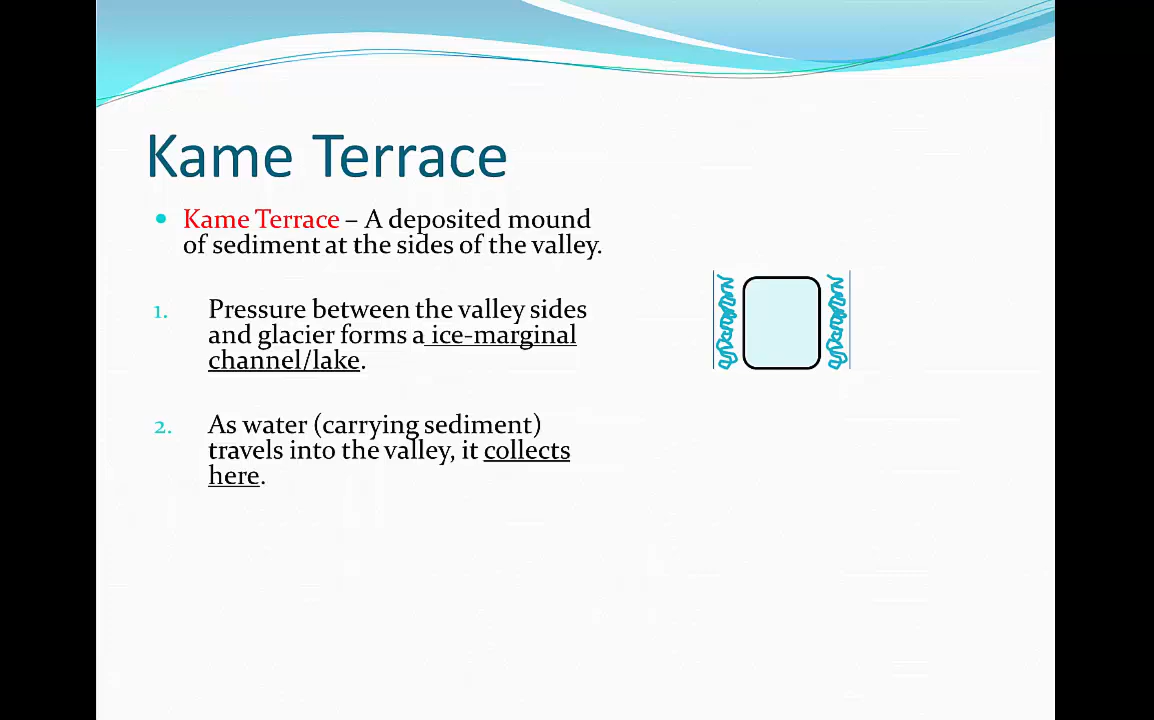 Kame Terrace
• Kame Terrace – A deposited mound
of sediment at the sides of the valley.
1. Pressure between the valley sides
and glacier forms a ice-marginal
channel/lake.
2. As water (carrying sediment)
travels into the valley, it collects
here.